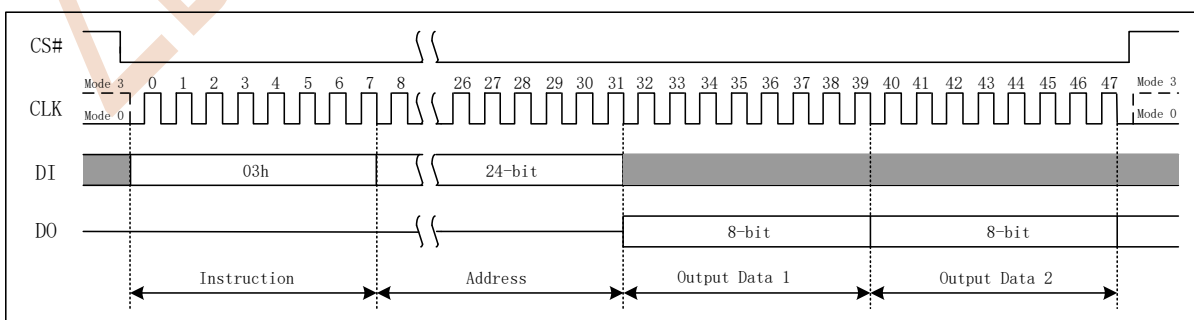 CS#
Mode 3 0 1 2 3 4 5 6 7 8 26 27 28 29 30 31 32 33 34 35 36 37 38 39 40 41 42 43 44 45 46 47 Mode 3
CLK
Mode 0 Mode 0
DI 03h 24-bit
DO 8-bit 8-bit
Instruction Address Output Data 1 Output Data 2